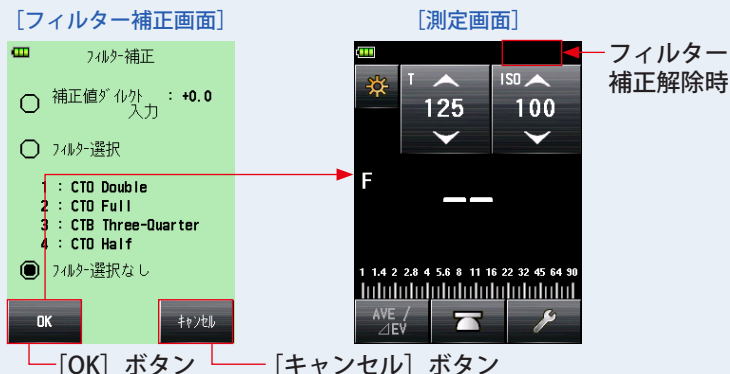 ［フィルター補正画面］
フィルター補正
補正値ダイレクト : +0.0
入力
フィルター選択
1 : CTO Double
2 : CTO Full
3 : CTB Three-Quarter
4 : CTO Half
フィルター選択なし
OK
キャンセル
［OK］ボタン
［キャンセル］ボタン
［測定画面］
フィルター
補正解除時
T
125
ISO
100
F
--
1 1.4 2 2.8 4 5.6 8 11 16 22 32 45 64 90
AVE /
⊿EV